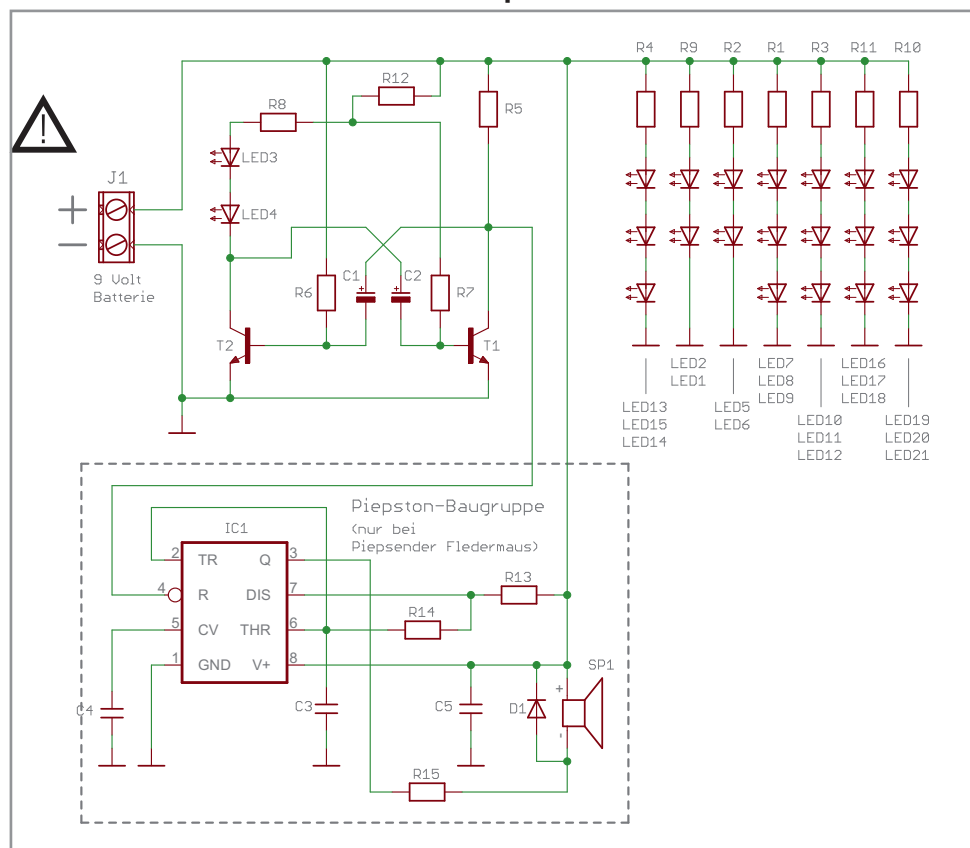 R4 R9 R2 R1 R3 R11 R10
R12
R8
R5
LED3
J1
LED4
+
−
9 Volt
Batterie
C1 C2
R6 R7
T2 T1
LED2
LED1
LED7
LED8
LED9
LED16
LED17
LED18
LED13
LED15
LED14
LED5
LED6
LED10
LED11
LED12
LED19
LED20
LED21
Piepston-Baugruppe
(nur bei
Piepsender Fledermaus)
IC1
2 TR Q 3
4 R DIS 7
5 CV THR 6
1 GND V+ 8
R13
R14
SP1
+
-
C4 C3 C5 D1
R15